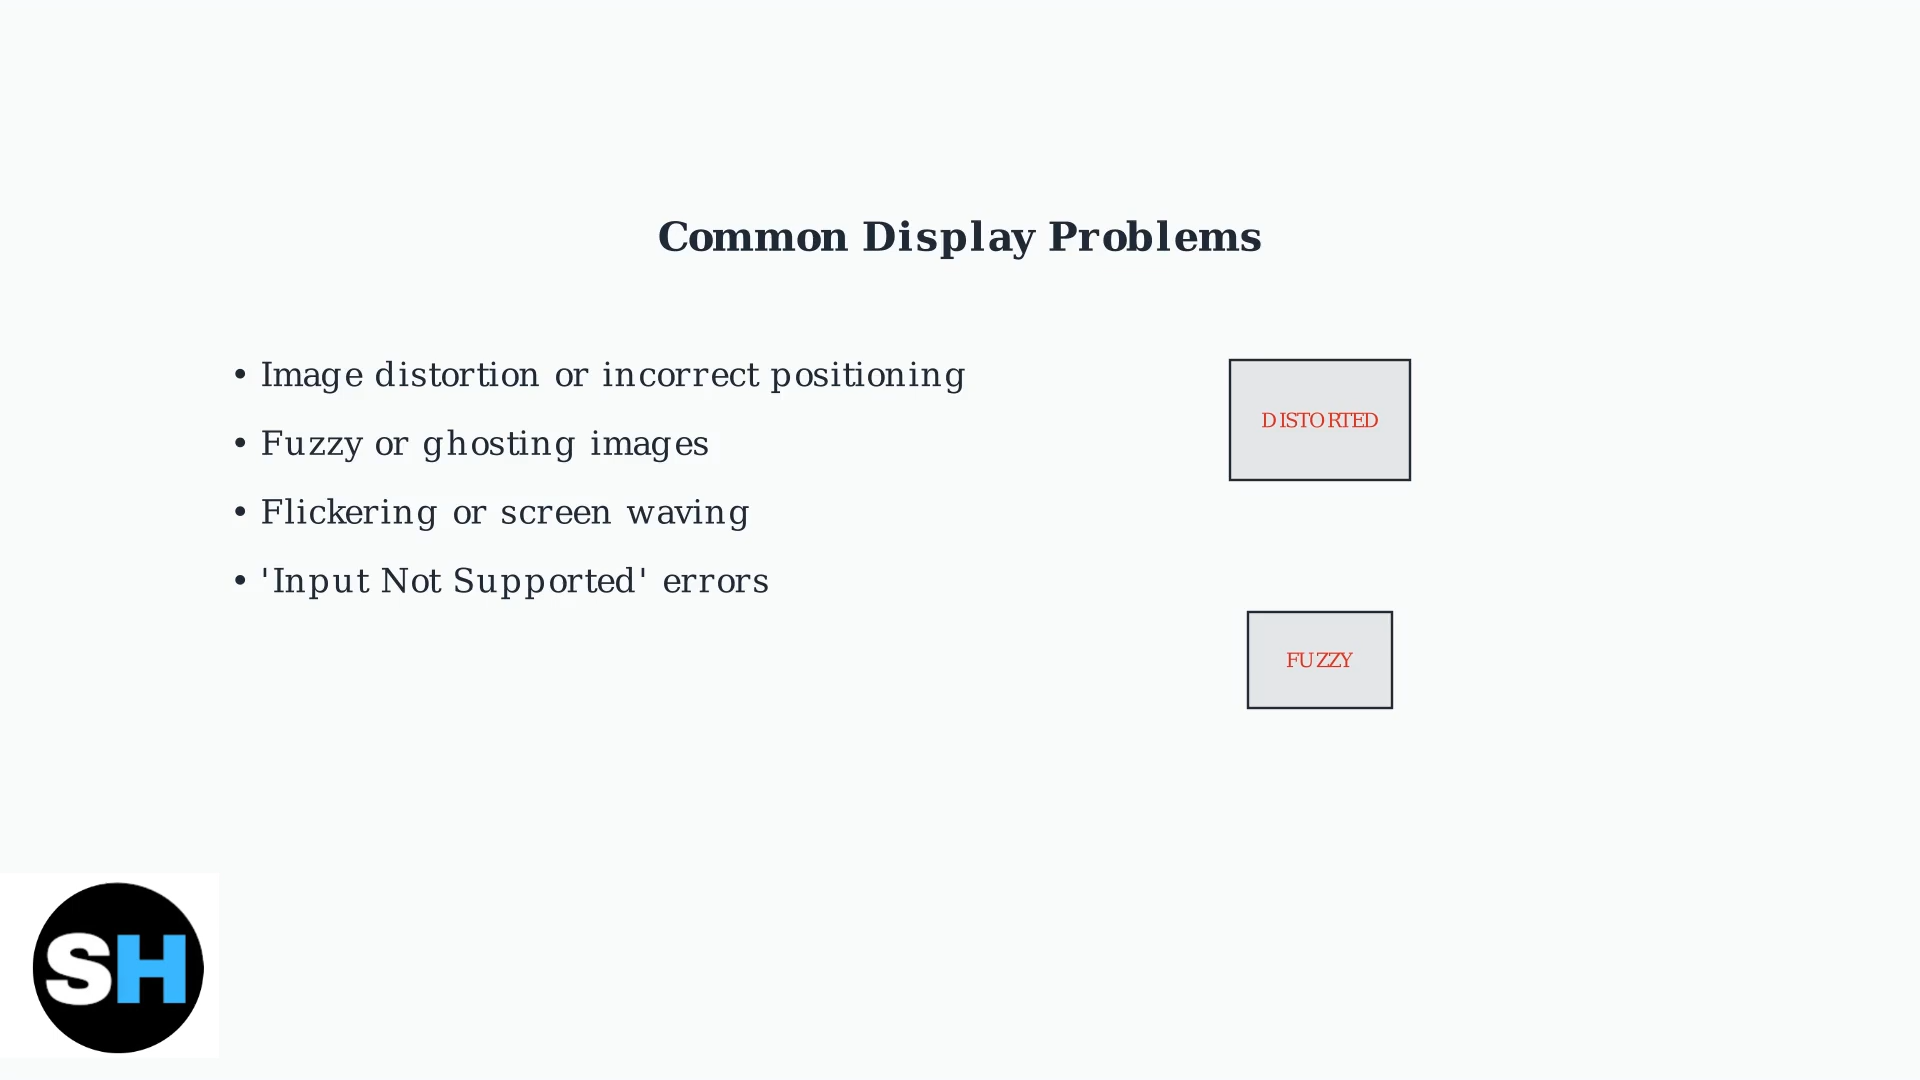 Common Display Problems
• Image distortion or incorrect positioning
• Fuzzy or ghosting images
• Flickering or screen waving
• 'Input Not Supported' errors
DISTORTED
FUZZY
SH